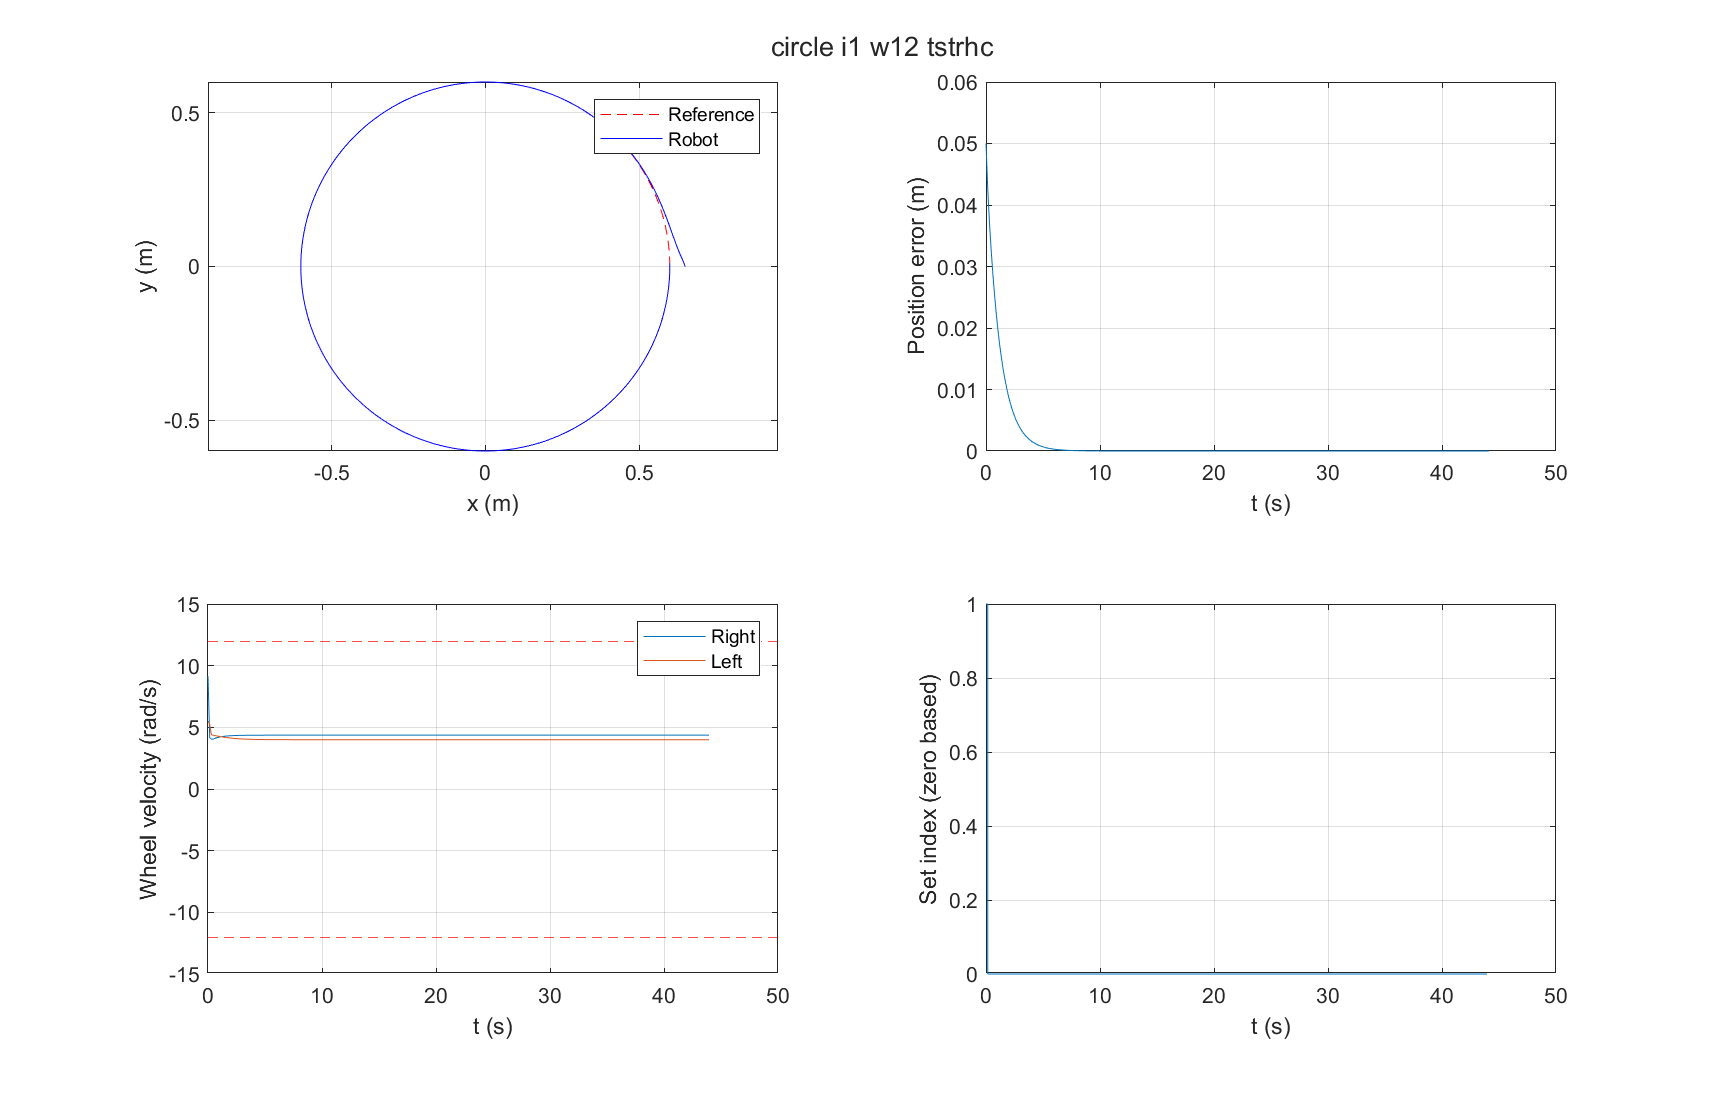 circle i1 w12 tstrhc
0.5
0
-0.5
y (m)
-0.5 0 0.5
x (m)
Reference
Robot
0.06
0.05
0.04
0.03
0.02
0.01
0
Position error (m)
0 10 20 30 40 50
t (s)
15
10
5
0
-5
-10
-15
Wheel velocity (rad/s)
0 10 20 30 40 50
t (s)
Right
Left
1
0.8
0.6
0.4
0.2
0
Set index (zero based)
0 10 20 30 40 50
t (s)